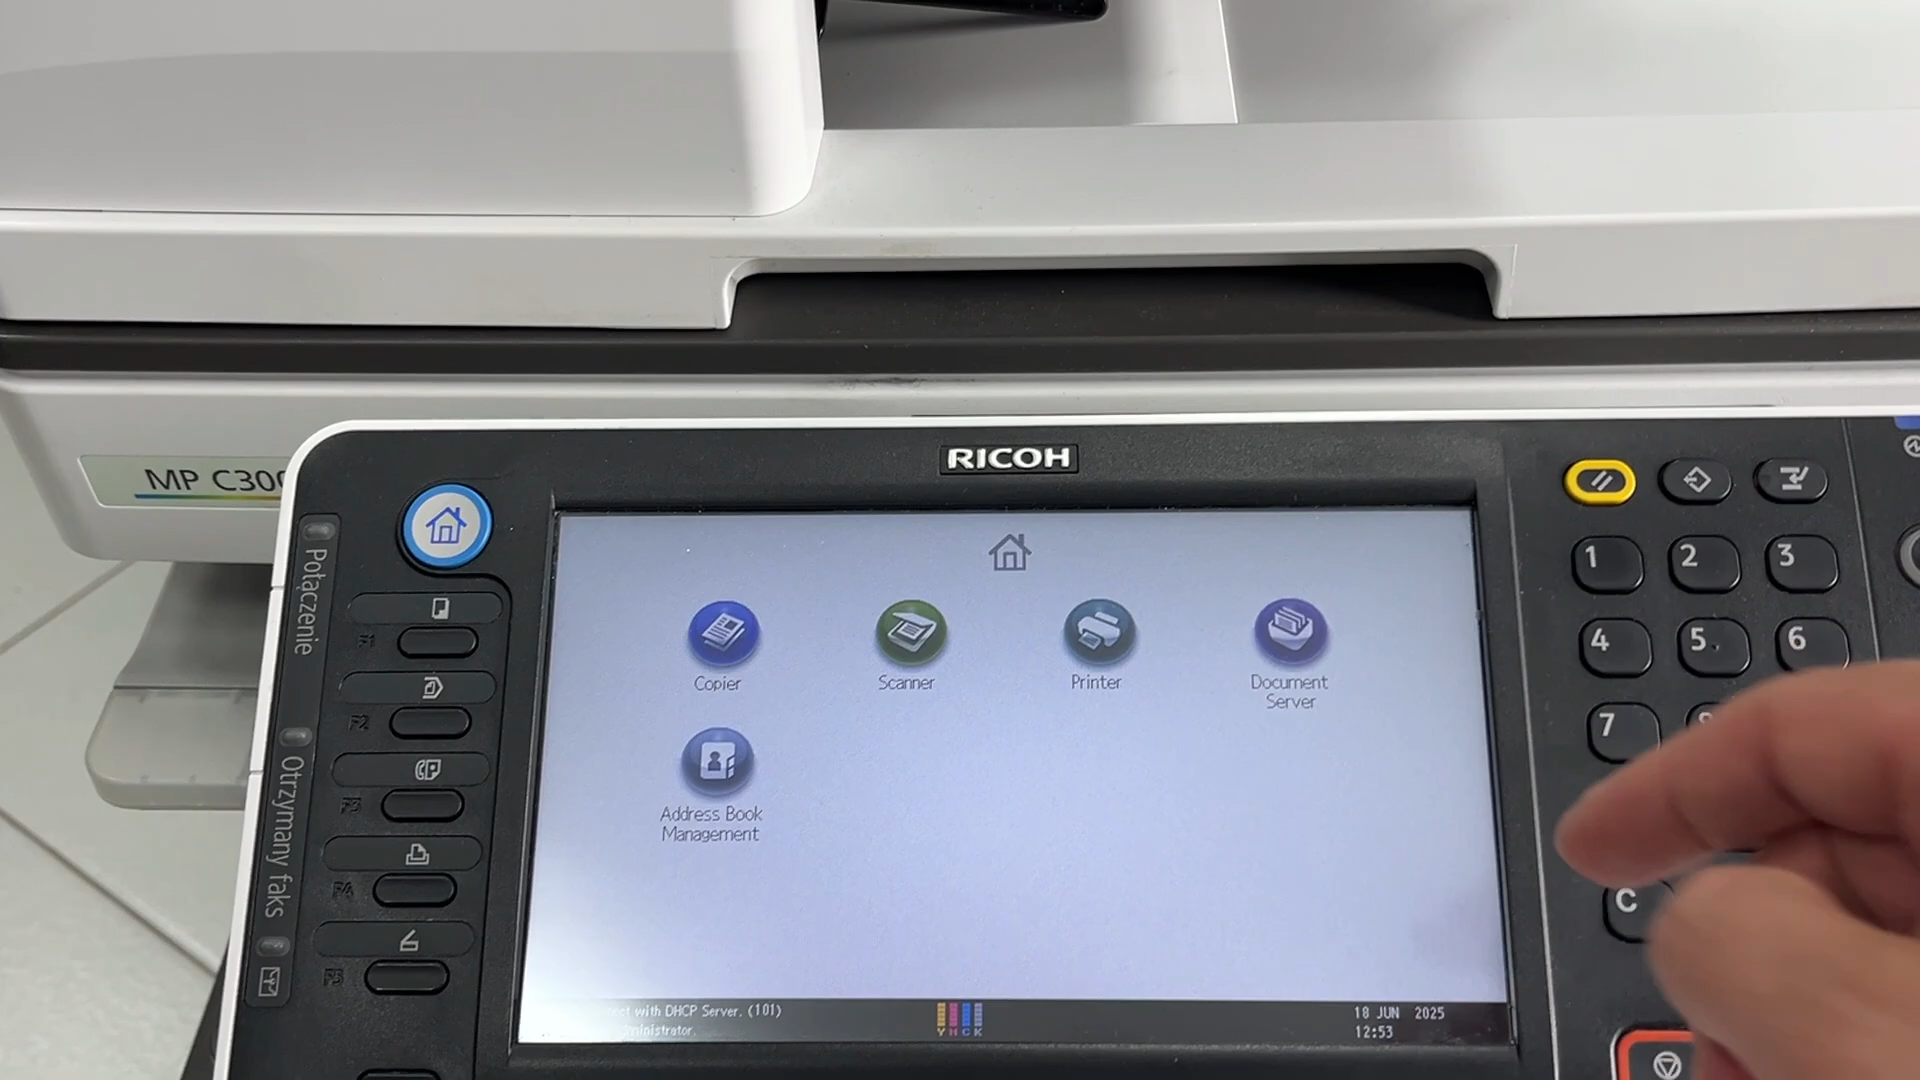 RICOH
MP C300
Połączenie
Otrzymany faks
F1
F2
F3
F4
F5
Copier
Scanner
Printer
Document
Server
Address Book
Management
with DHCP Server. (101)
Y M C K
18 JUN 2025
12:53
1
2
3
4
5
6
7
C